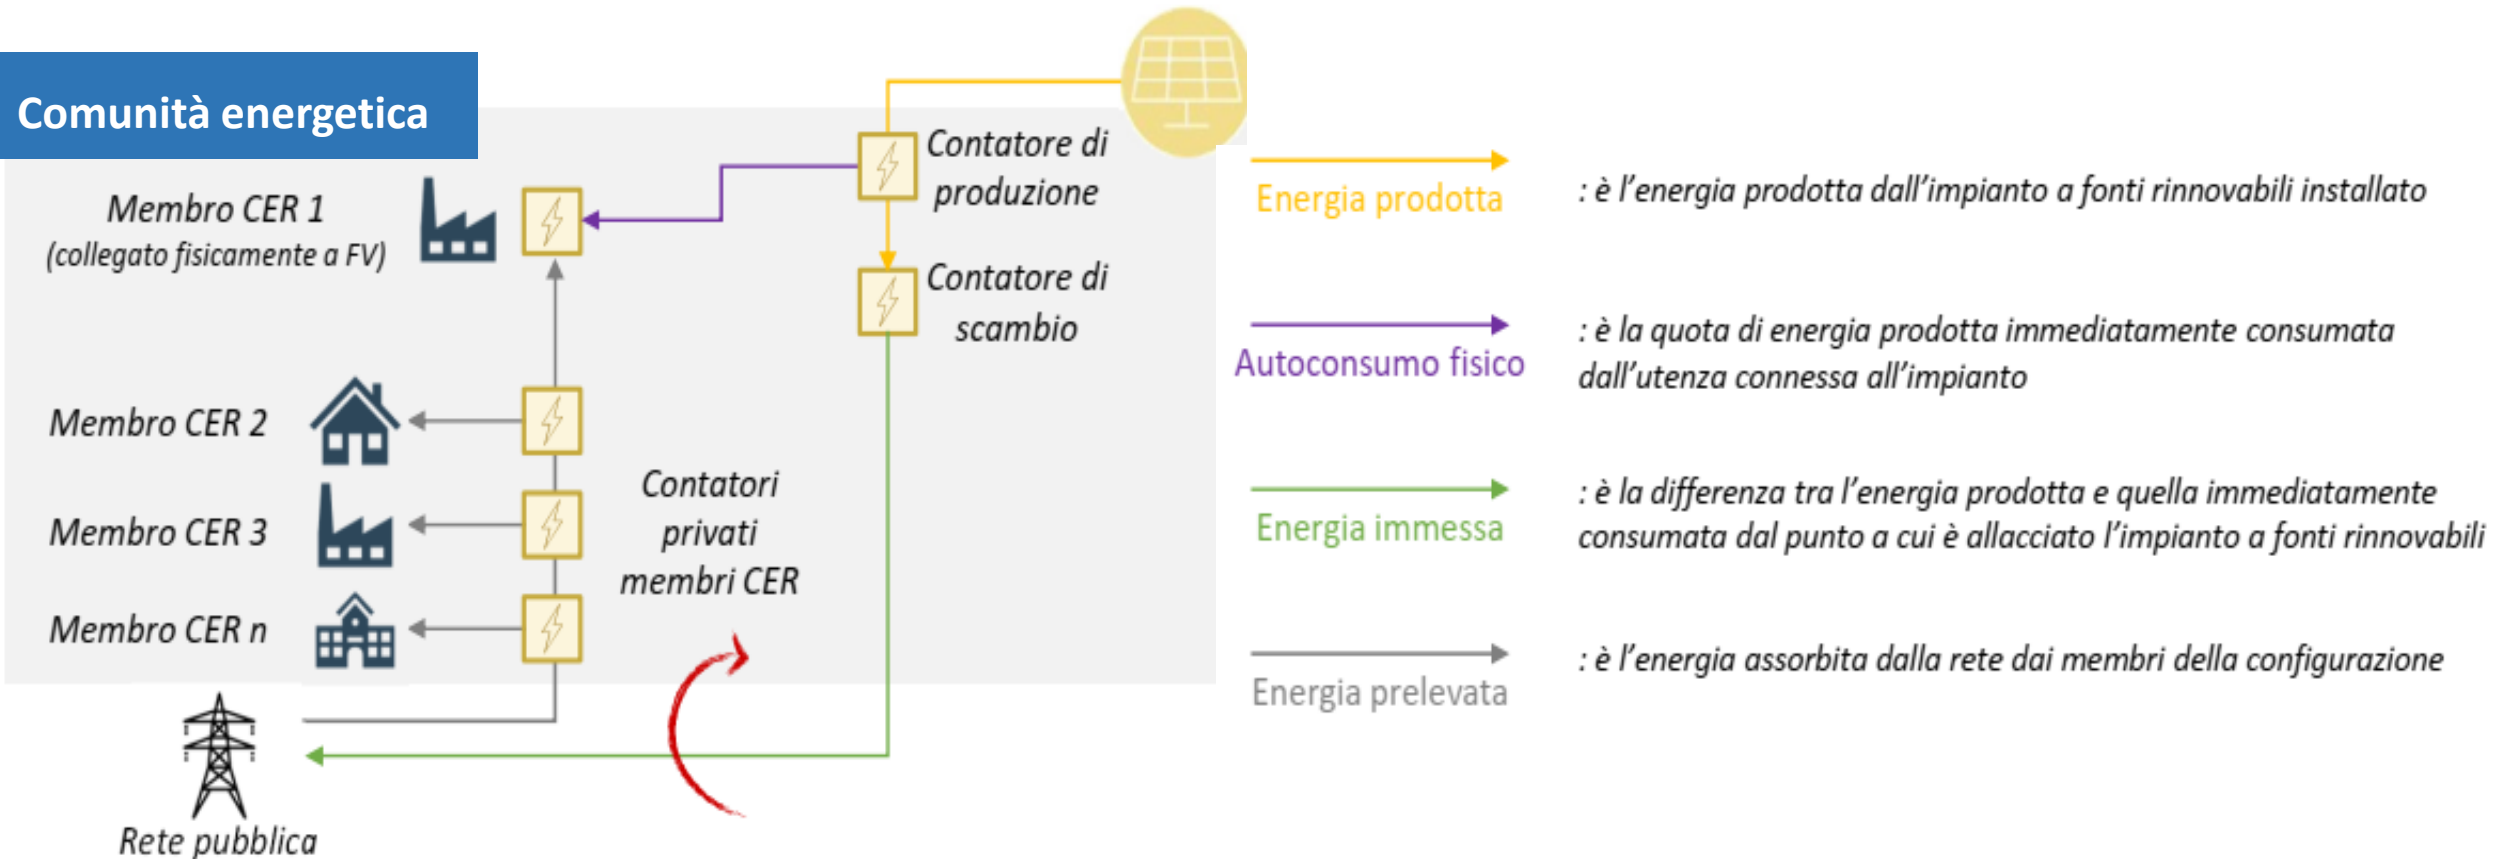 Comunità energetica
Contatore di
produzione
Membro CER 1
(collegato fisicamente a FV)
Contatore di
scambio
Membro CER 2
Contatori
privati
membri CER
Membro CER 3
Membro CER n
Rete pubblica
Energia prodotta
: è l’energia prodotta dall’impianto a fonti rinnovabili installato
Autoconsumo fisico
: è la quota di energia prodotta immediatamente consumata
dall’utenza connessa all’impianto
Energia immessa
: è la differenza tra l’energia prodotta e quella immediatamente
consumata dal punto a cui è allacciato l’impianto a fonti rinnovabili
Energia prelevata
: è l’energia assorbita dalla rete dai membri della configurazione